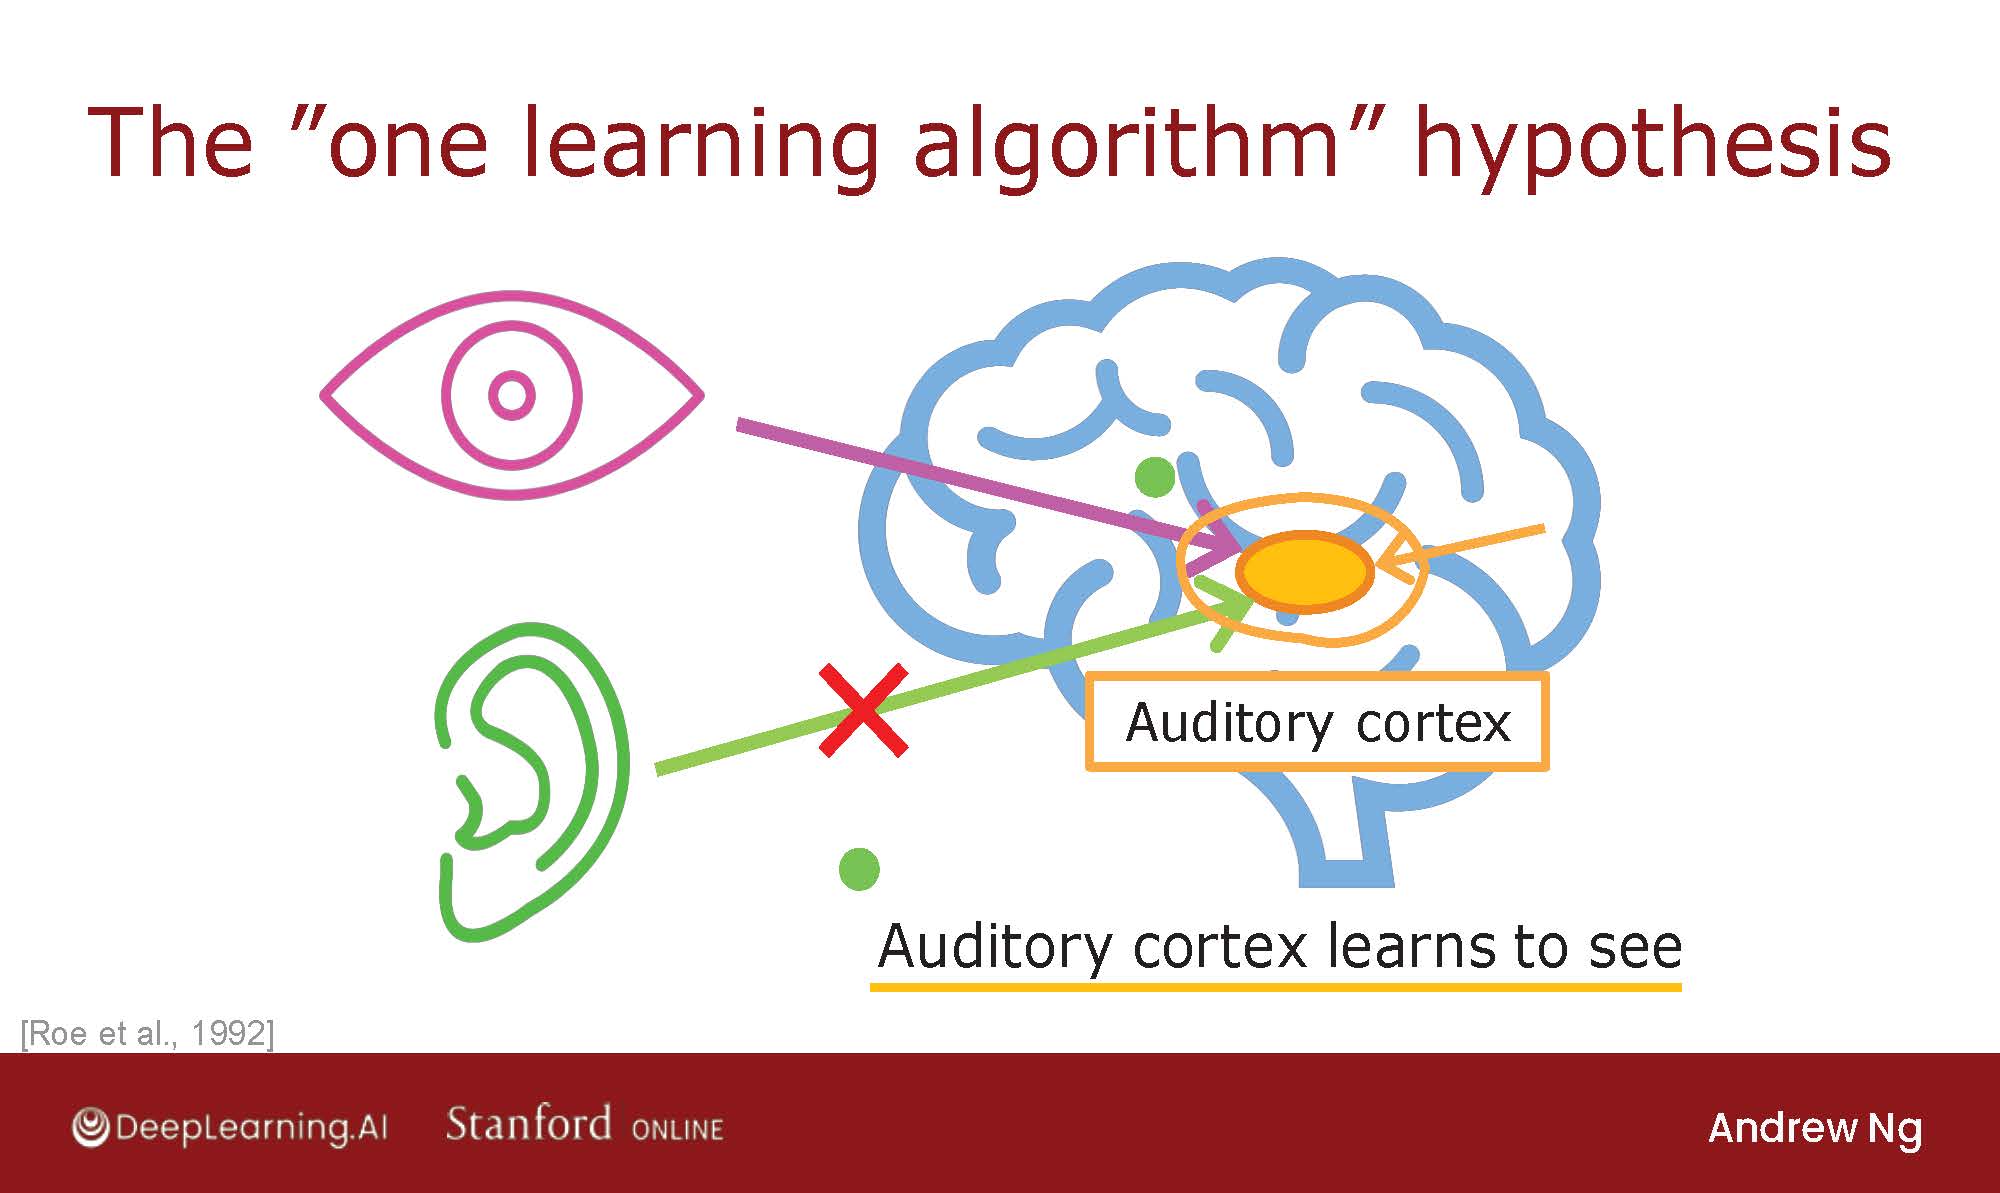 The ”one learning algorithm” hypothesis
Auditory cortex
Auditory cortex learns to see
[Roe et al., 1992]
DeepLearning.AI Stanford ONLINE Andrew Ng